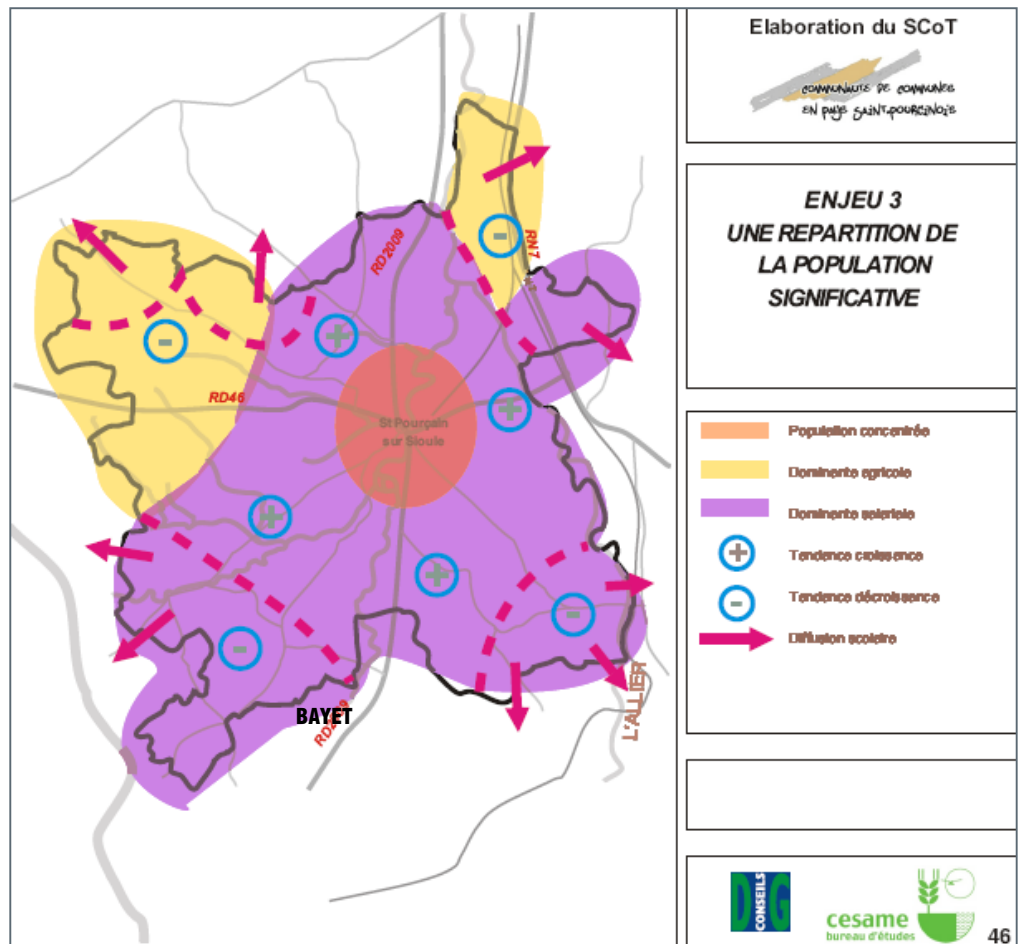 Elaboration du SCoT
COMMUNAUTE DE COMMUNES
EN PAYS SAINT-POURCINOIS
ENJEU 3
UNE REPARTITION DE
LA POPULATION
SIGNIFICATIVE
RD2009
RN7
RD46
St Pourçain
sur Sioule
BAYET
L'ALLIER
Population concentrée
Dominante agricole
Dominante salariale
+ Tendance croissance
- Tendance décroissance
Diffusion scolaire
DG CONSEILS
cesame
bureau d'études
46